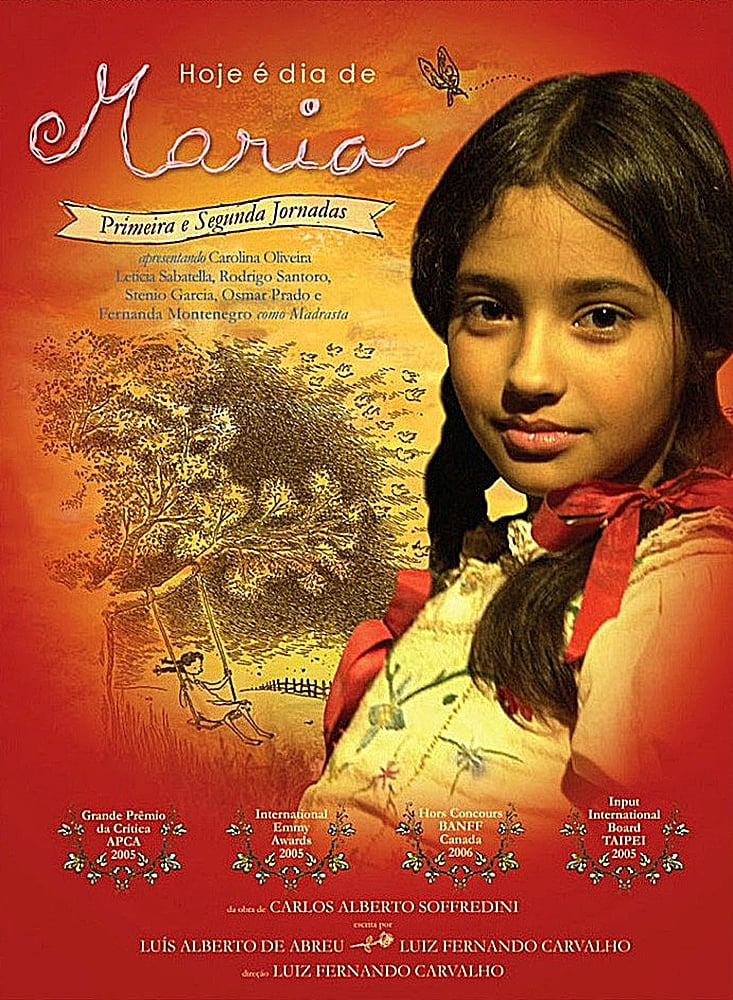 Hoje é dia de
Maria
Primeira e Segunda Jornadas
apresentando Carolina Oliveira
Letícia Sabatella, Rodrigo Santoro,
Stenio Garcia, Osmar Prado e
Fernanda Montenegro como Madrasta
Grande Prêmio
da Crítica
APCA
2005
International
Emmy
Awards
2005
Hors Concours
BANFF
Canada
2006
Input
International
Board
TAIPEI
2005
da obra de CARLOS ALBERTO SOFFREDINI
escrita por
LUÍS ALBERTO DE ABREU LUIZ FERNANDO CARVALHO
direção LUIZ FERNANDO CARVALHO